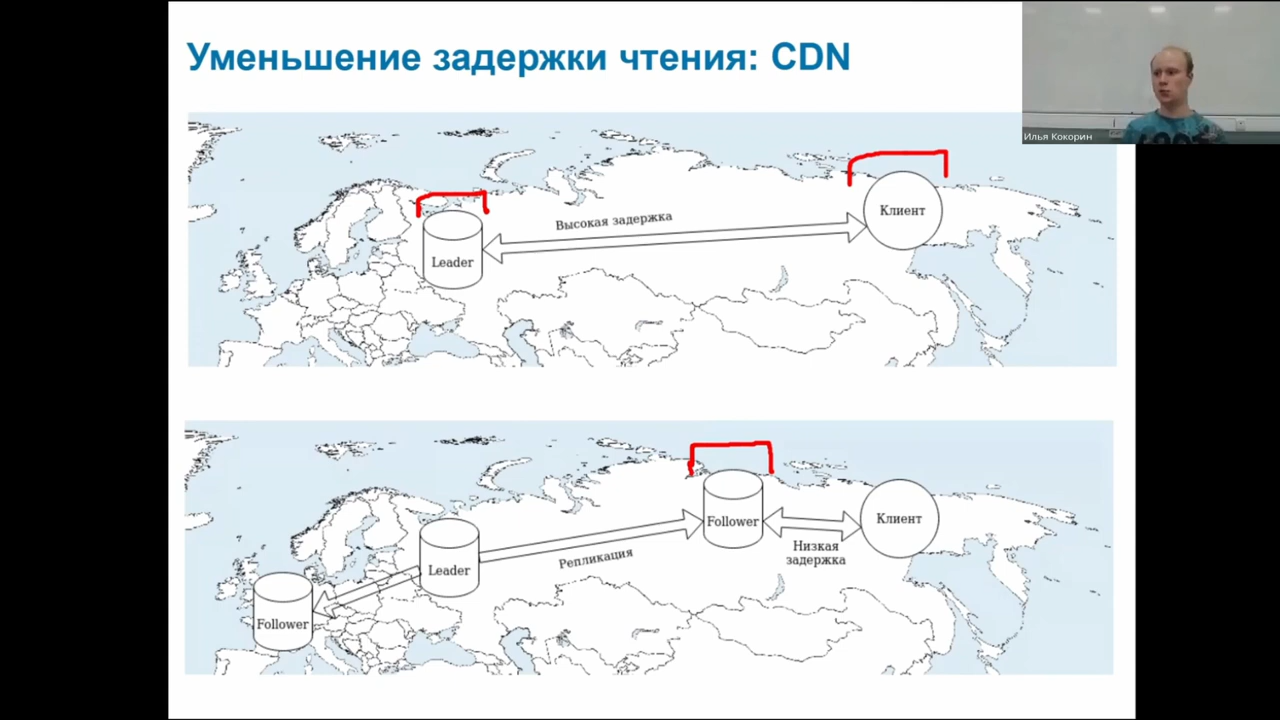 Уменьшение задержки чтения: CDN
Илья Кокорин
Высокая задержка
Клиент
Leader
Follower
Клиент
Низкая
задержка
Репликация
Leader
Follower